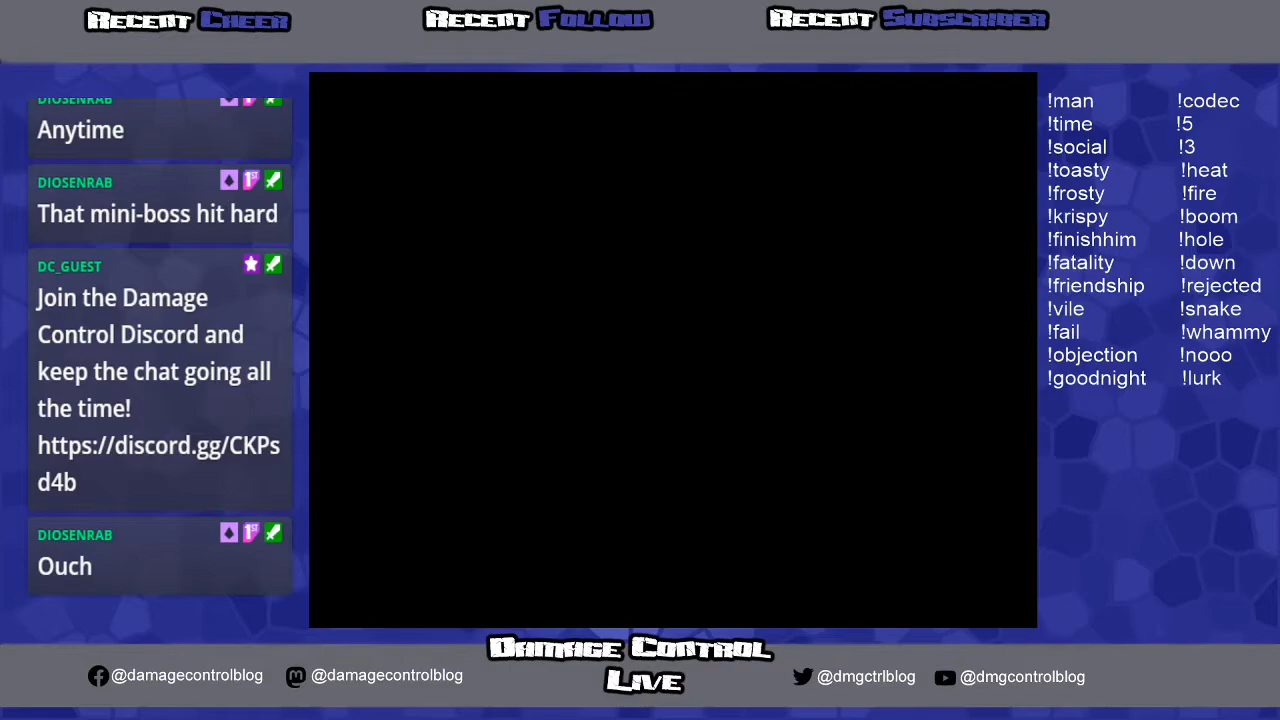 Recent Cheer
Recent Follow
Recent Subscriber
DIOSENRAB
Anytime
DIOSENRAB
1ST
That mini-boss hit hard
DC_GUEST
Join the Damage
Control Discord and
keep the chat going all
the time!
https://discord.gg/CKPs
d4b
DIOSENRAB
1ST
Ouch
!man !codec
!time !5
!social !3
!toasty !heat
!frosty !fire
!krispy !boom
!finishhim !hole
!fatality !down
!friendship !rejected
!vile !snake
!fail !whammy
!objection !nooo
!goodnight !lurk
Damage Control
Live
@damagecontrolblog
@damagecontrolblog
@dmgctrlblog
@dmgcontrolblog